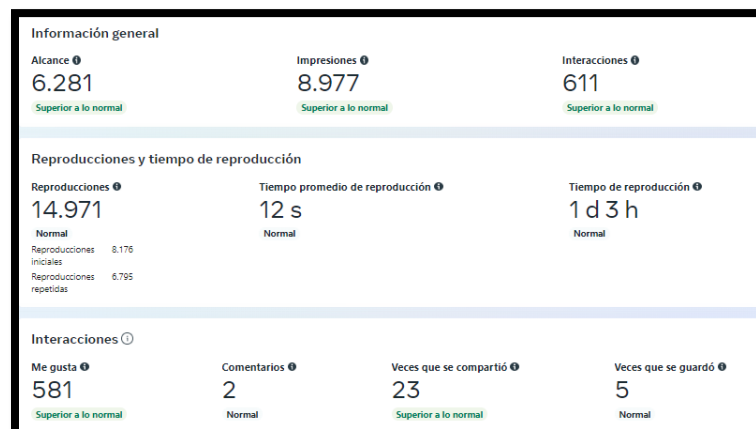 Información general
Alcance
Impresiones
Interacciones
6.281
8.977
611
Superior a lo normal
Superior a lo normal
Superior a lo normal
Reproducciones y tiempo de reproducción
Reproducciones
Tiempo promedio de reproducción
Tiempo de reproducción
14.971
12 s
1 d 3 h
Normal
Normal
Normal
Reproducciones iniciales 8.176
Reproducciones repetidas 6.795
Interacciones
Me gusta
Comentarios
Veces que se compartió
Veces que se guardó
581
2
23
5
Superior a lo normal
Normal
Superior a lo normal
Normal